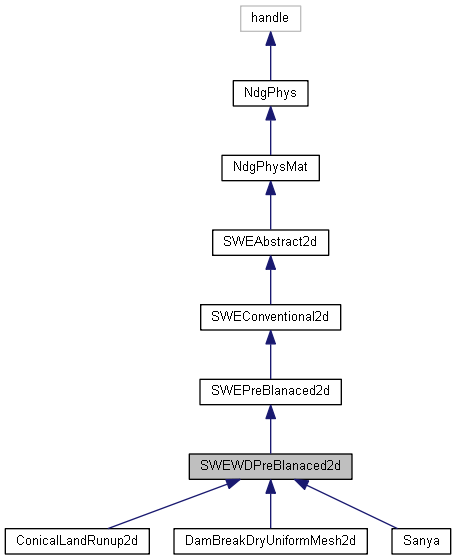 handle
NdgPhys
NdgPhysMat
SWEAbstract2d
SWEConventional2d
SWEPreBlanaced2d
SWEWDPreBlanaced2d
ConicalLandRunup2d
DamBreakDryUniformMesh2d
Sanya